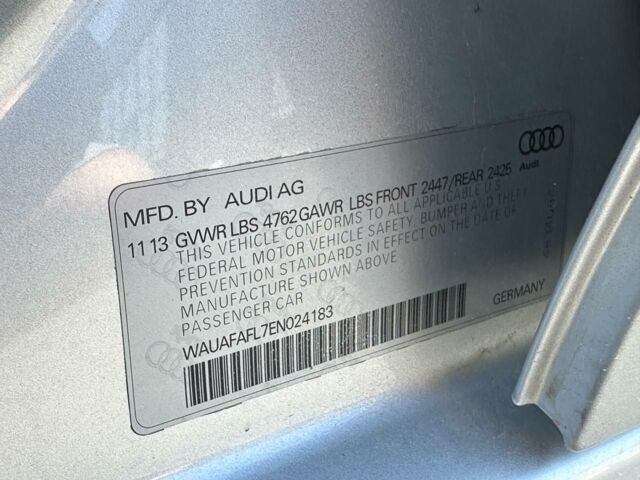 Audi
MFD. BY AUDI AG
11 13 GVWR LBS 4762 GAWR LBS FRONT 2447/REAR 2425
THIS VEHICLE CONFORMS TO ALL APPLICABLE U.S.
FEDERAL MOTOR VEHICLE SAFETY, BUMPER AND THEFT
PREVENTION STANDARDS IN EFFECT ON THE DATE OF
MANUFACTURE SHOWN ABOVE
PASSENGER CAR
WAUAFAFL7EN024183
GERMANY